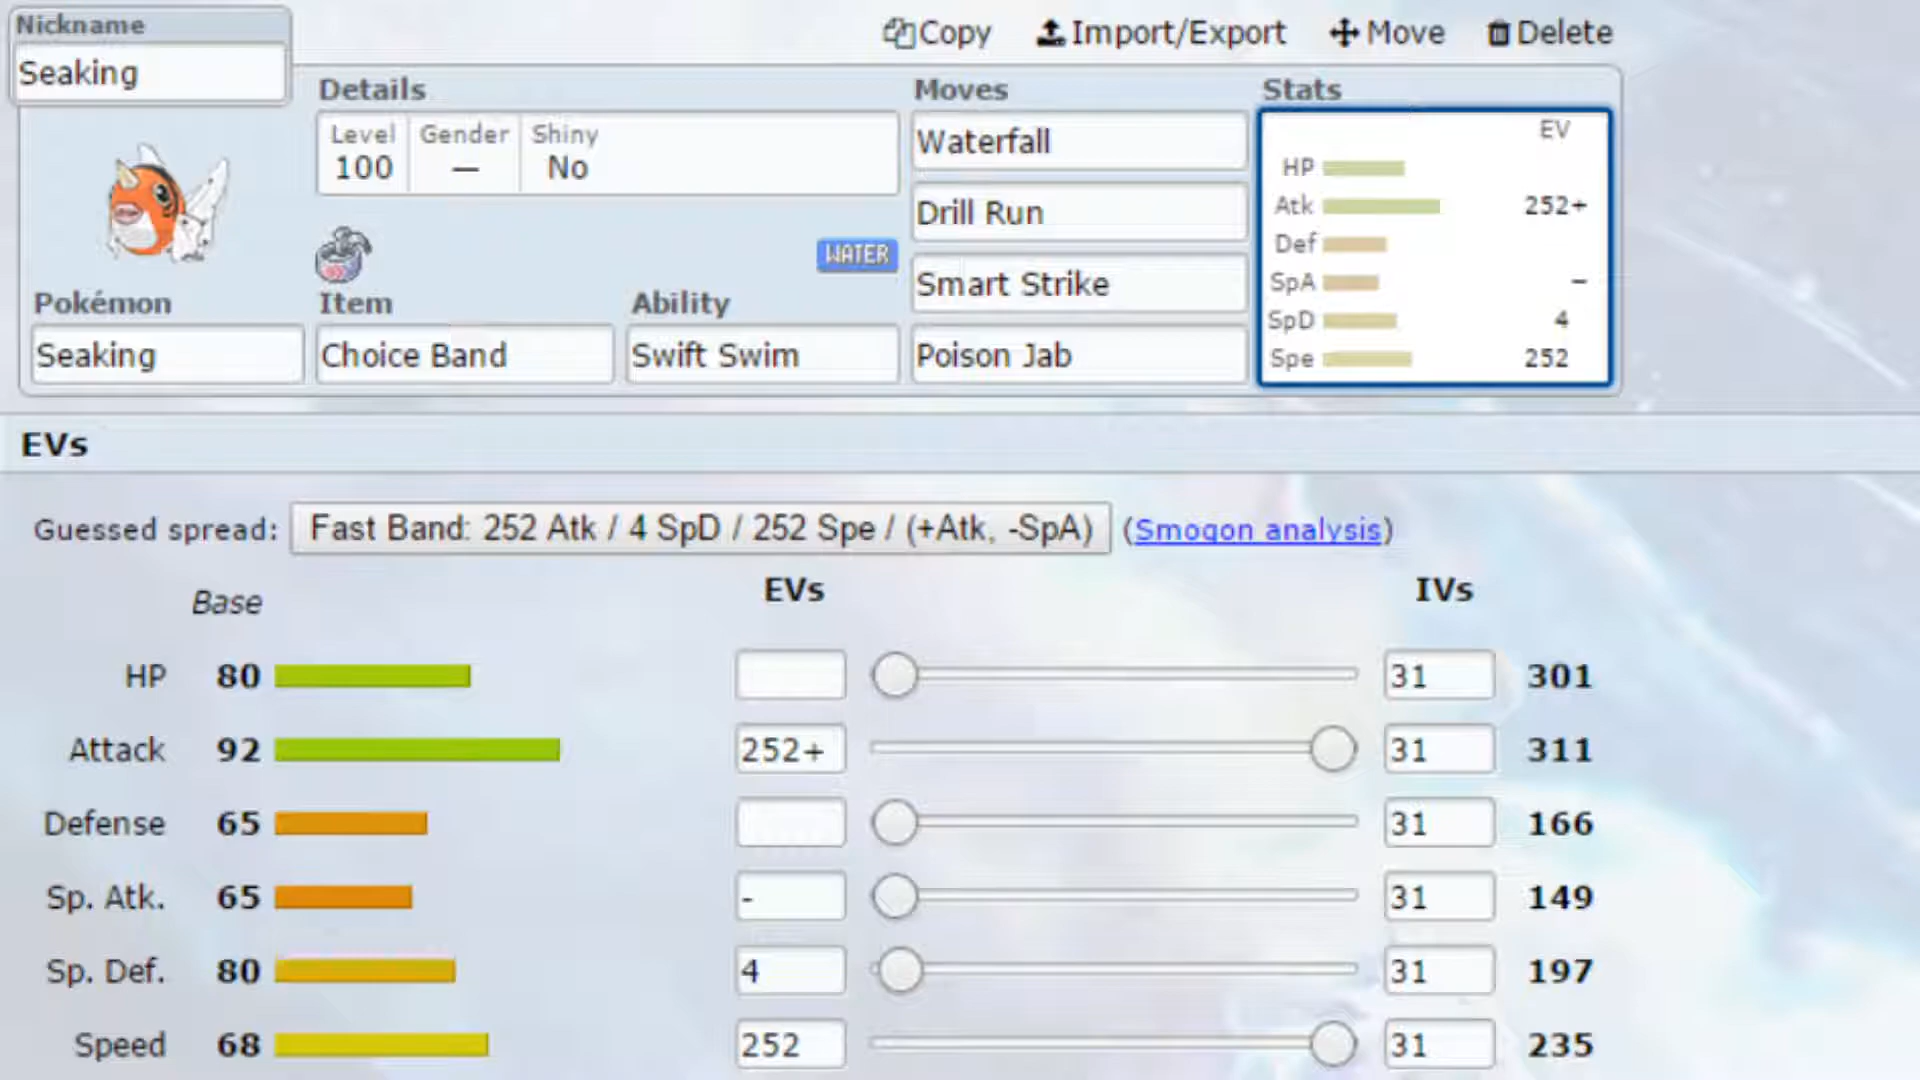 Nickname
Seaking
Copy Import/Export Move Delete
Details
Level Gender Shiny
100 — No
WATER
Pokémon Item Ability
Seaking Choice Band Swift Swim
Moves
Waterfall
Drill Run
Smart Strike
Poison Jab
Stats
EV
HP
Atk 252+
Def
SpA −
SpD 4
Spe 252
EVs
Guessed spread: Fast Band: 252 Atk / 4 SpD / 252 Spe / (+Atk, -SpA) (Smogon analysis)
Base EVs IVs
HP 80 31 301
Attack 92 252+ 31 311
Defense 65 31 166
Sp. Atk. 65 - 31 149
Sp. Def. 80 4 31 197
Speed 68 252 31 235